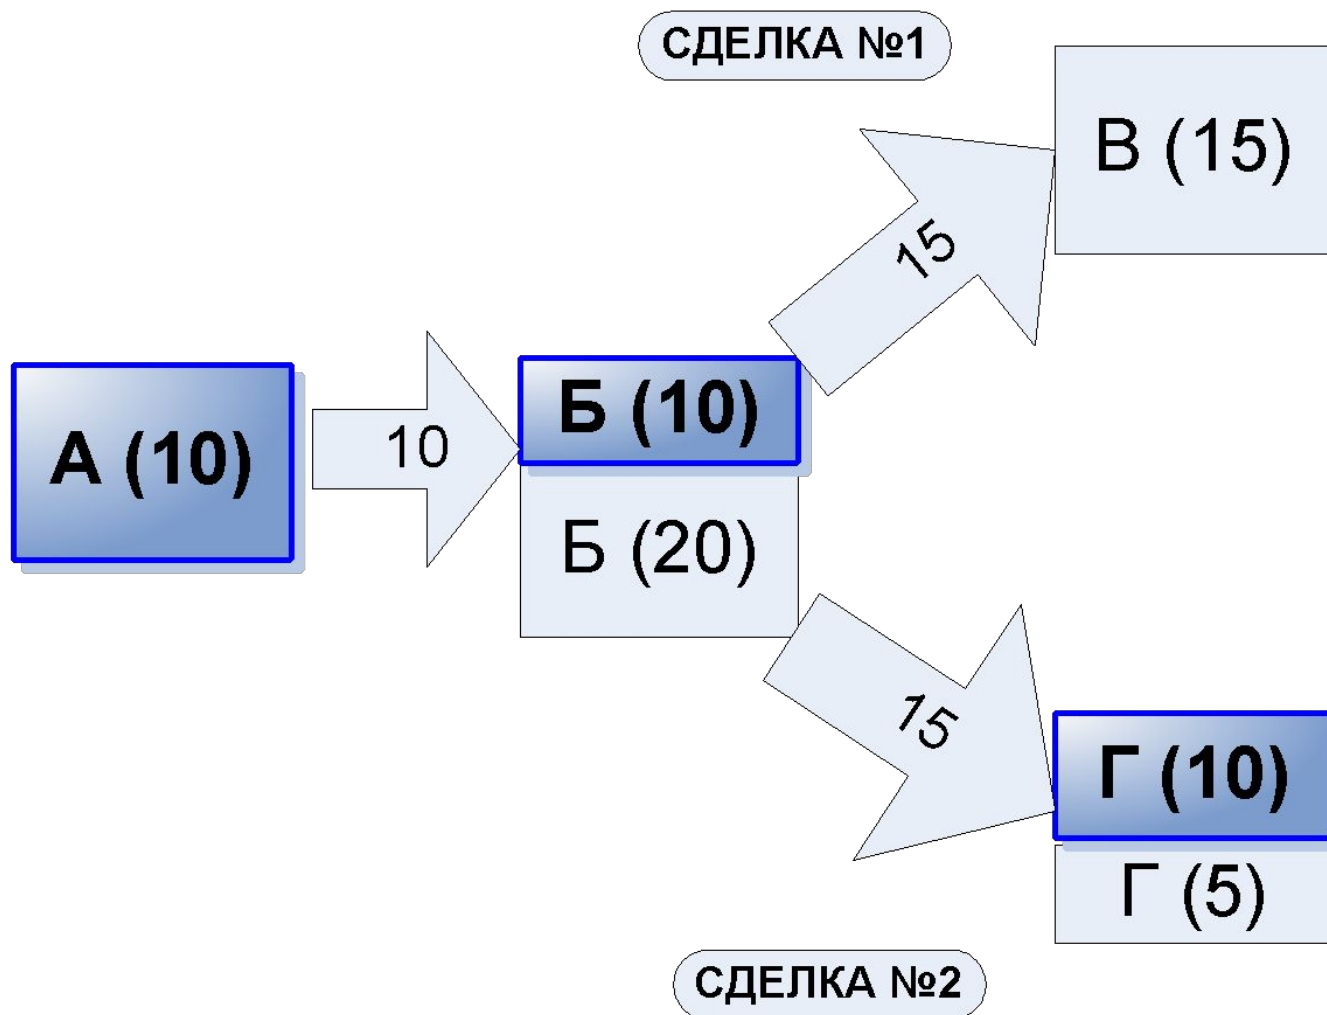 СДЕЛКА №1
В (15)
15
А (10)
10
Б (10)
Б (20)
15
Г (10)
Г (5)
СДЕЛКА №2